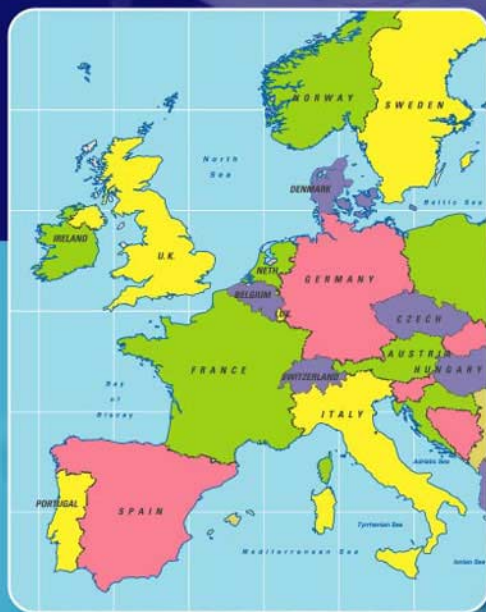 NORWAY
SWEDEN
North
Sea
DENMARK
Baltic Sea
IRELAND
U.K.
NETH.
GERMANY
BELGIUM
LUX.
CZECH
FRANCE
AUSTRIA
SWITZERLAND
HUNGARY
Bay
of
Biscay
ITALY
Adriatic Sea
PORTUGAL
SPAIN
Tyrrhenian Sea
Mediterranean Sea
Ionian Sea